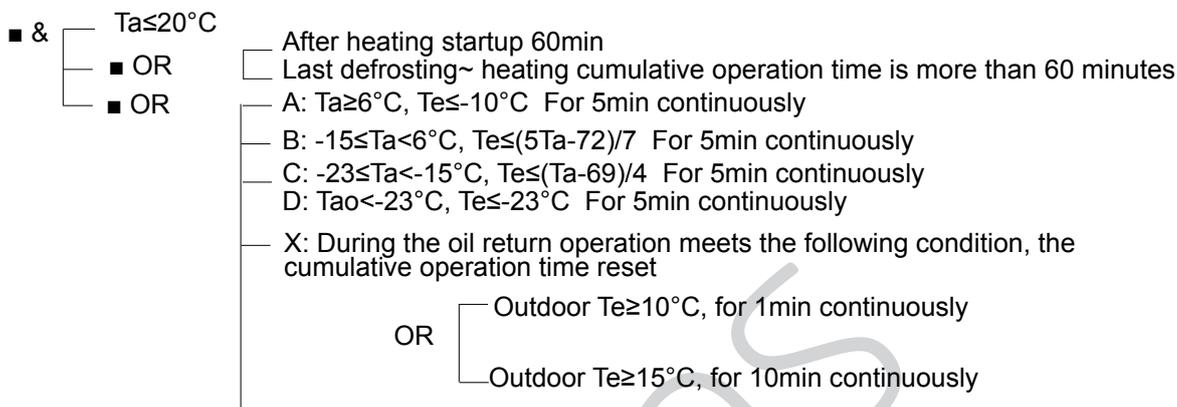 ■ &
Ta≤20°C
■ OR
After heating startup 60min
Last defrosting~ heating cumulative operation time is more than 60 minutes
■ OR
A: Ta≥6°C, Te≤-10°C For 5min continuously
B: -15≤Ta<6°C, Te≤(5Ta-72)/7 For 5min continuously
C: -23≤Ta<-15°C, Te≤(Ta-69)/4 For 5min continuously
D: Tao<-23°C, Te≤-23°C For 5min continuously
X: During the oil return operation meets the following condition, the
cumulative operation time reset
Outdoor Te≥10°C, for 1min continuously
OR
Outdoor Te≥15°C, for 10min continuously